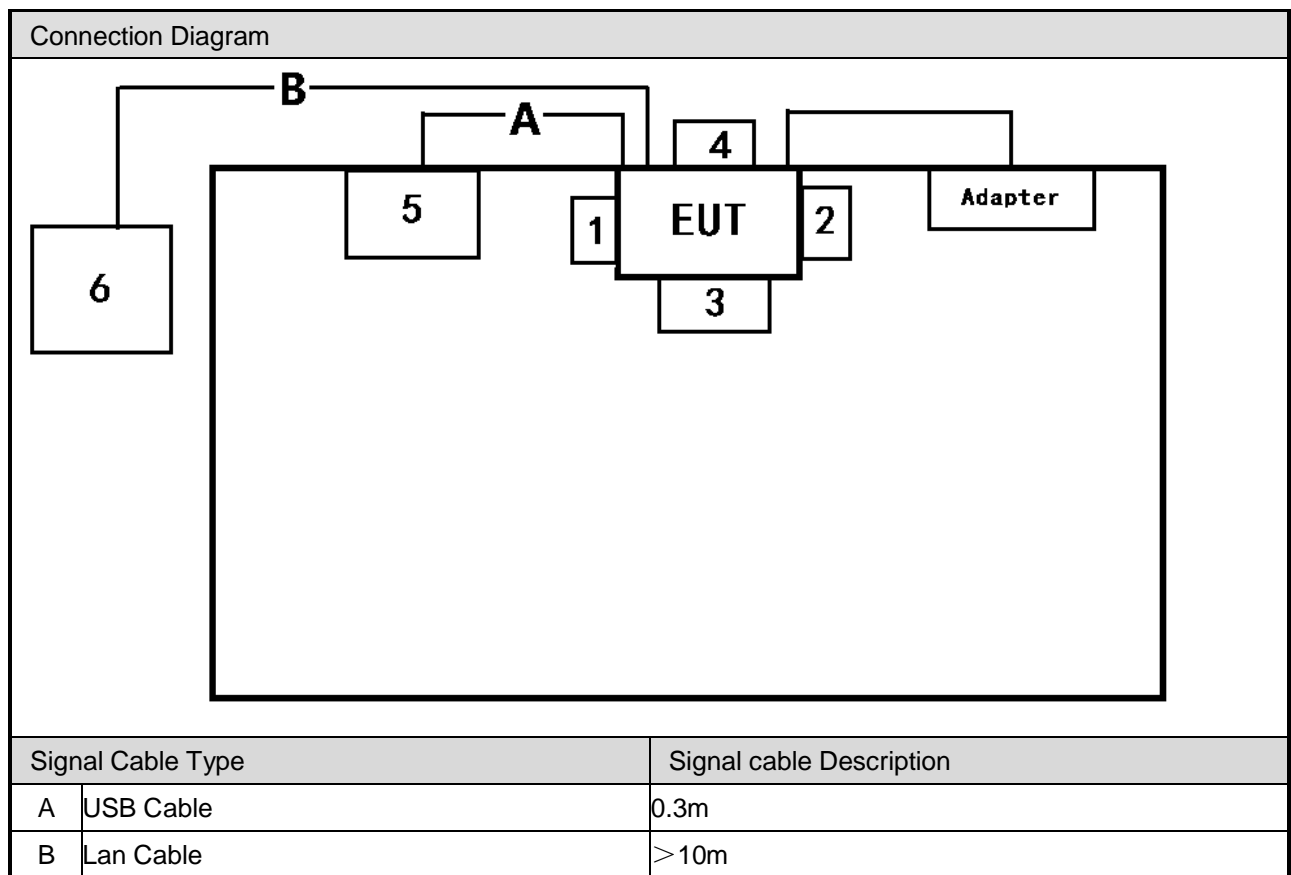 Connection Diagram
B
A
4
5
1
EUT
2
Adapter
6
3
Signal Cable Type Signal cable Description
A USB Cable 0.3m
B Lan Cable ＞10m